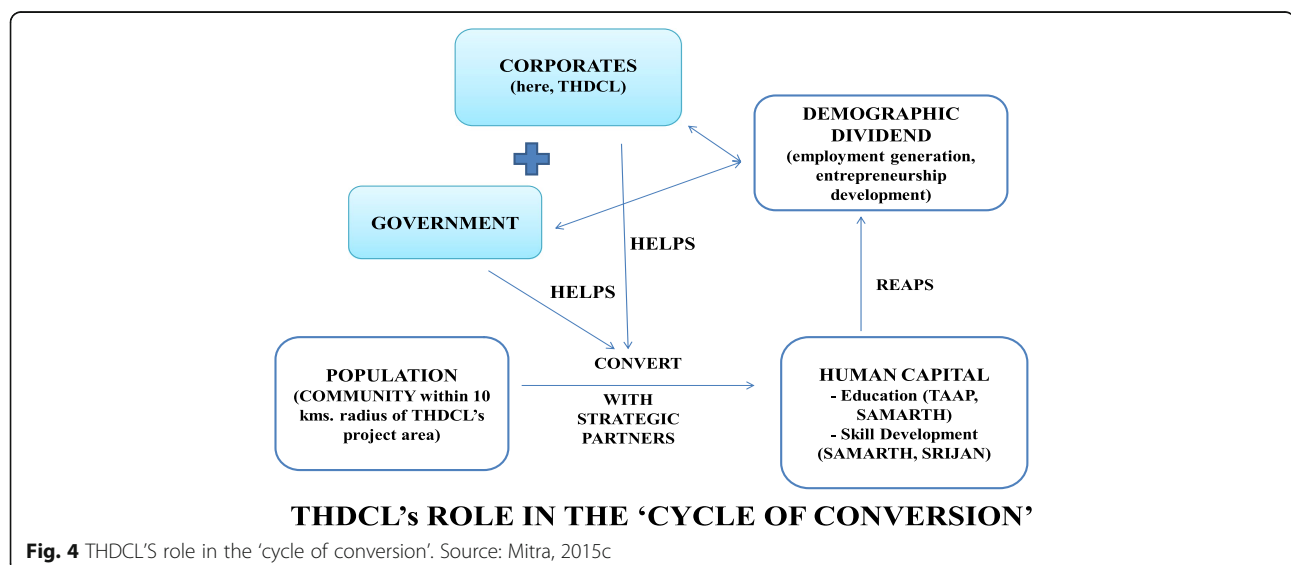 CORPORATES
(here, THDCL)
DEMOGRAPHIC
DIVIDEND
(employment generation,
entrepreneurship
development)
GOVERNMENT
HELPS
HELPS
REAPS
POPULATION
(COMMUNITY within 10
kms. radius of THDCL's
project area)
CONVERT
WITH
STRATEGIC
PARTNERS
HUMAN CAPITAL
- Education (TAAP,
SAMARTH)
- Skill Development
(SAMARTH, SRIJAN)
THDCL's ROLE IN THE ‘CYCLE OF CONVERSION’
Fig. 4 THDCL'S role in the ‘cycle of conversion’. Source: Mitra, 2015c